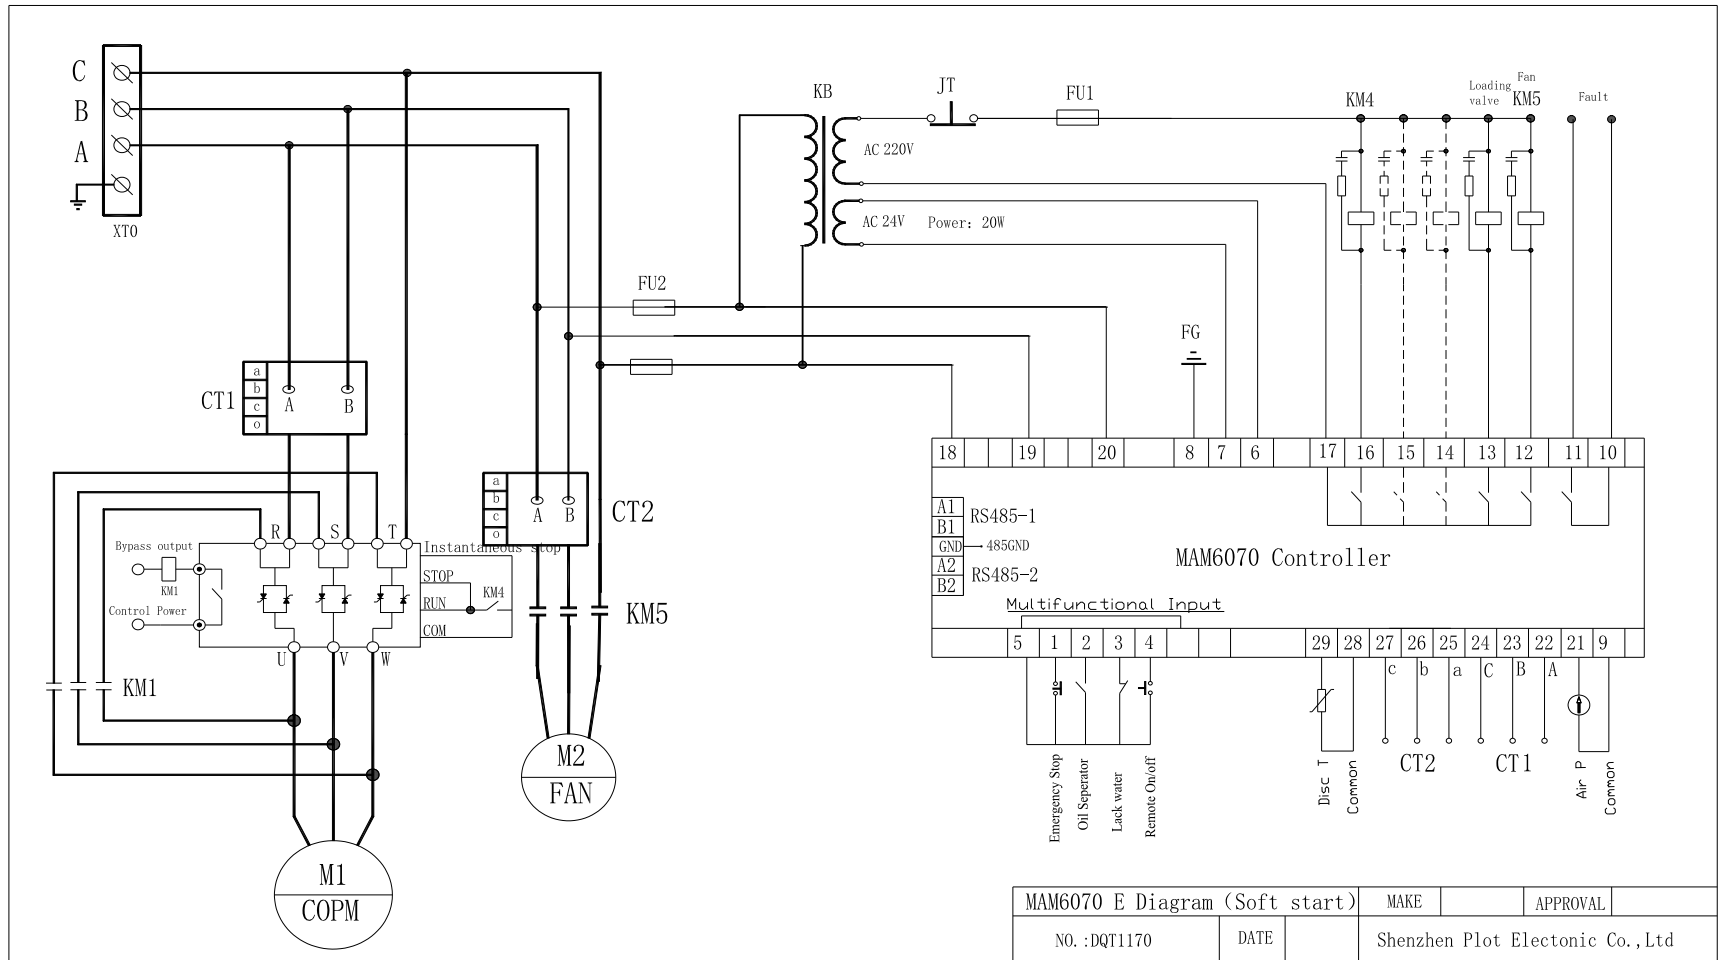 C
B
A
XT0
KB
JT
FU1
KM4
Loading
valve
Fan
KM5
Fault
AC 220V
AC 24V Power: 20W
FU2
FG
CT1
a
b
c
o
A B
a
b
c
o
A B
CT2
18 19 20 8 7 6 17 16 15 14 13 12 11 10
A1
B1
RS485-1
GND 485GND
A2
B2
RS485-2
MAM6070 Controller
Multifunctional Input
5 1 2 3 4 29 28 27 26 25 24 23 22 21 9
c b a C B A
CT2 CT1
Emergency Stop
Oil Seperator
Lack water
Remote On/off
Disc T
Common
Air P
Common
R S T
Bypass output
KM1
Control Power
Instantaneous stop
STOP
RUN
COM
KM4
U V W
KM1
KM5
M2
FAN
M1
COPM
MAM6070 E Diagram (Soft start) MAKE APPROVAL
NO.:DQT1170 DATE Shenzhen Plot Electonic Co.,Ltd